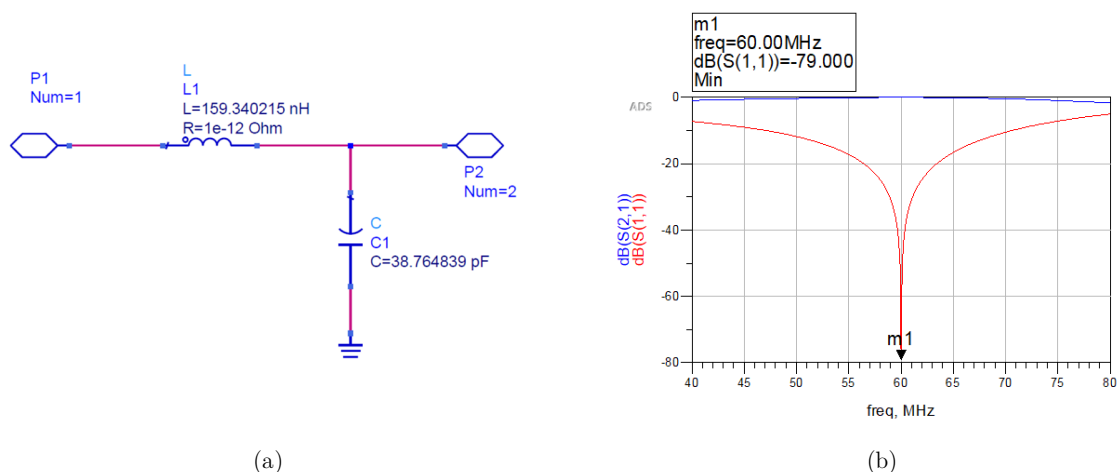 P1
Num=1
L
L1
L=159.340215 nH
R=1e-12 Ohm
P2
Num=2
C
C1
C=38.764839 pF
(a)
m1
freq=60.00MHz
dB(S(1,1))=-79.000
Min
ADS
dB(S(2,1))
dB(S(1,1))
0
-20
-40
-60
-80
m1
40
45
50
55
60
65
70
75
80
freq, MHz
(b)